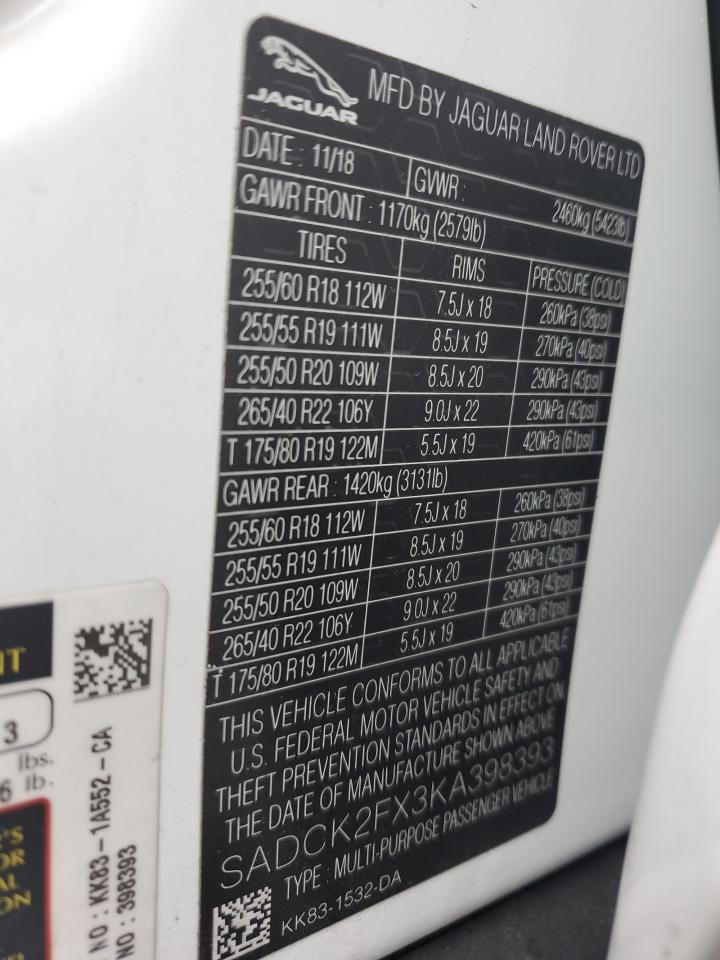 JAGUAR
MFD BY JAGUAR LAND ROVER LTD
DATE : 11/18
GVWR : 2460kg (5423lb)
GAWR FRONT : 1170kg (2579lb)
TIRES RIMS PRESSURE (COLD)
255/60 R18 112W 7.5J x 18 260kPa (38psi)
255/55 R19 111W 8.5J x 19 270kPa (40psi)
255/50 R20 109W 8.5J x 20 290kPa (43psi)
265/40 R22 106Y 9.0J x 22 290kPa (43psi)
T 175/80 R19 122M 5.5J x 19 420kPa (61psi)
GAWR REAR : 1420kg (3131lb)
255/60 R18 112W 7.5J x 18 260kPa (38psi)
255/55 R19 111W 8.5J x 19 270kPa (40psi)
255/50 R20 109W 8.5J x 20 290kPa (43psi)
265/40 R22 106Y 9.0J x 22 290kPa (43psi)
T 175/80 R19 122M 5.5J x 19 420kPa (61psi)
THIS VEHICLE CONFORMS TO ALL APPLICABLE
U.S. FEDERAL MOTOR VEHICLE SAFETY AND
THEFT PREVENTION STANDARDS IN EFFECT ON
THE DATE OF MANUFACTURE SHOWN ABOVE
SADCK2FX3KA398393
TYPE : MULTI-PURPOSE PASSENGER VEHICLE
KK83-1532-DA
NT
3
lbs.
6 lb.
'S
OR
AL
ON
NO : KK83-1A552-CA
NO : 398393